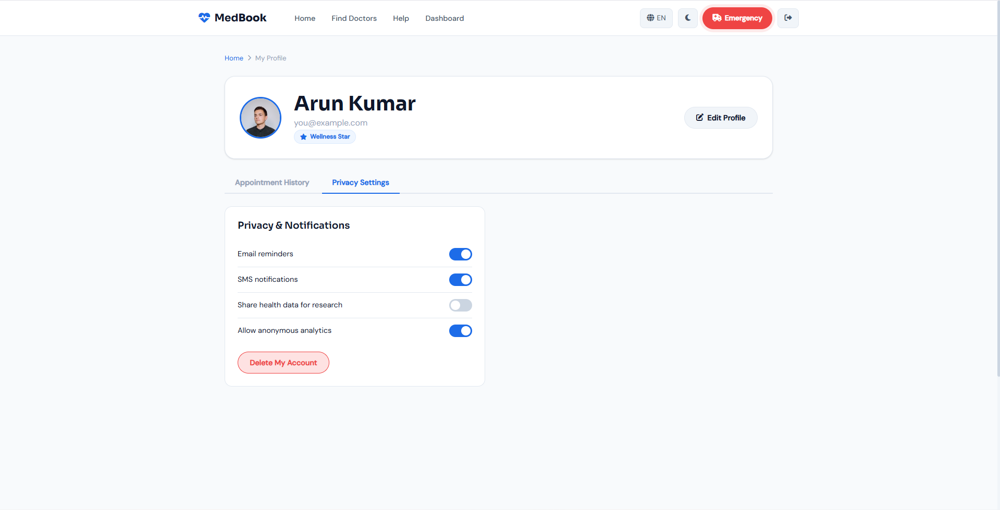 MedBook
Home Find Doctors Help Dashboard
EN Emergency
Home My Profile
Arun Kumar
you@example.com
Wellness Star
Edit Profile
Appointment History Privacy Settings
Privacy & Notifications
Email reminders
SMS notifications
Share health data for research
Allow anonymous analytics
Delete My Account